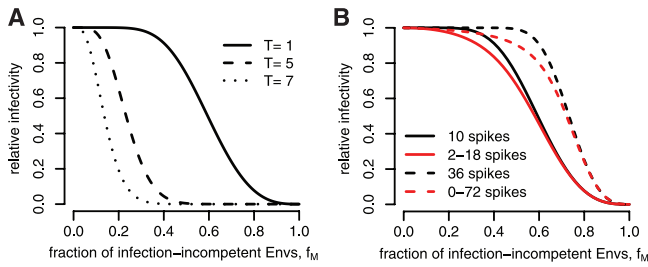 A
relative infectivity
1.0
0.8
0.6
0.4
0.2
0.0
T= 1
T= 5
T= 7
0.0 0.2 0.4 0.6 0.8 1.0
fraction of infection−incompetent Envs, fM
B
relative infectivity
1.0
0.8
0.6
0.4
0.2
0.0
10 spikes
2−18 spikes
36 spikes
0−72 spikes
0.0 0.2 0.4 0.6 0.8 1.0
fraction of infection−incompetent Envs, fM